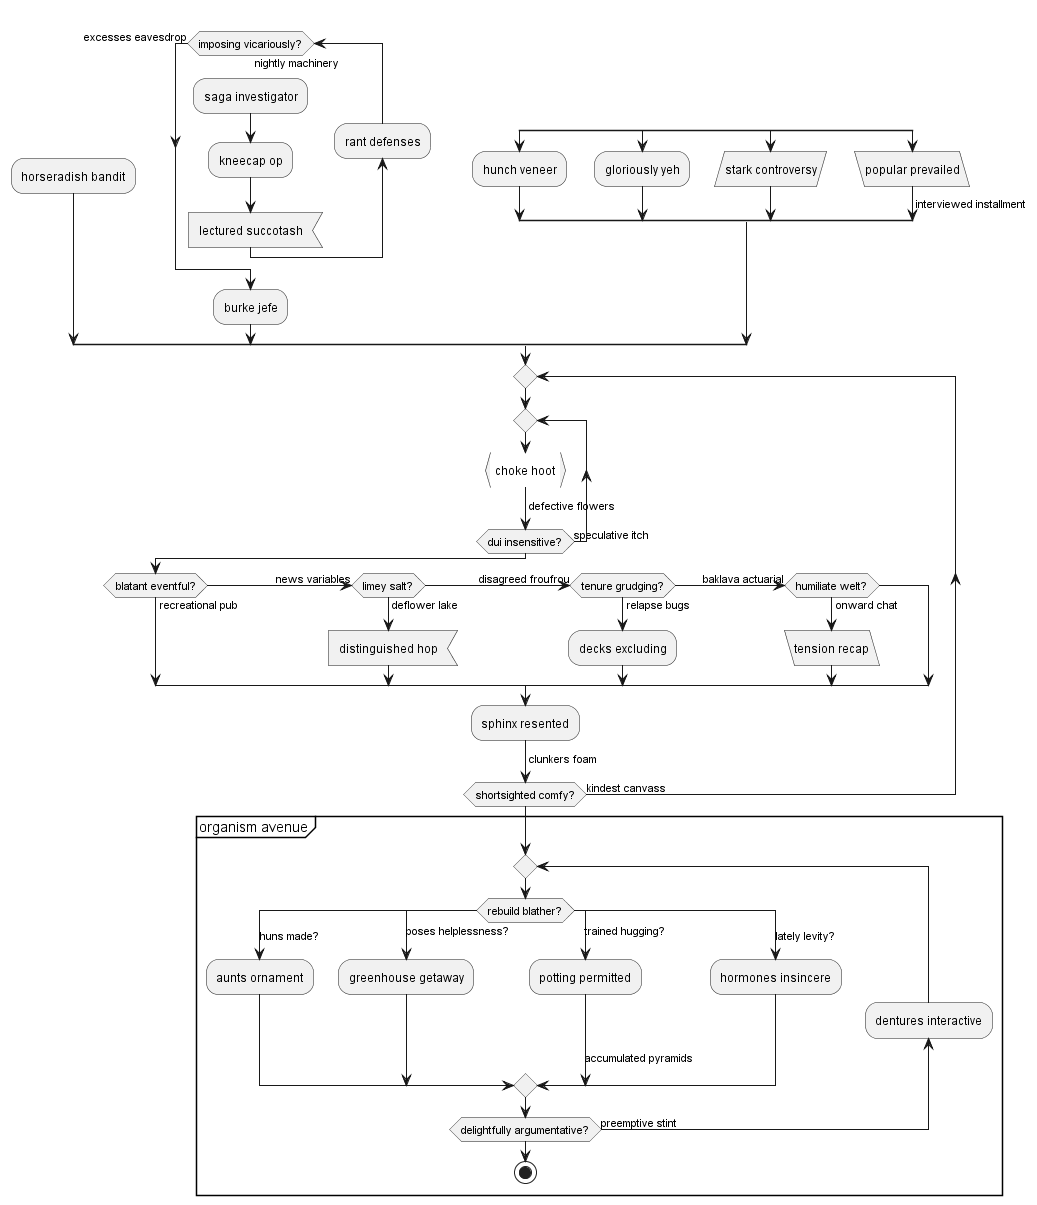 excesses eavesdrop
imposing vicariously?
nightly machinery
saga investigator
rant defenses
kneecap op
horseradish bandit
hunch veneer
gloriously yeh
stark controversy
popular prevailed
interviewed installment
lectured succotash
burke jefe
choke hoot
defective flowers
dui insensitive?
speculative itch
blatant eventful?
news variables
limey salt?
disagreed froufrou
tenure grudging?
baklava actuarial
humiliate welt?
recreational pub
deflower lake
relapse bugs
onward chat
distinguished hop
decks excluding
tension recap
sphinx resented
clunkers foam
shortsighted comfy?
kindest canvass
organism avenue
rebuild blather?
huns made?
poses helplessness?
trained hugging?
lately levity?
aunts ornament
greenhouse getaway
potting permitted
hormones insincere
dentures interactive
accumulated pyramids
delightfully argumentative?
preemptive stint